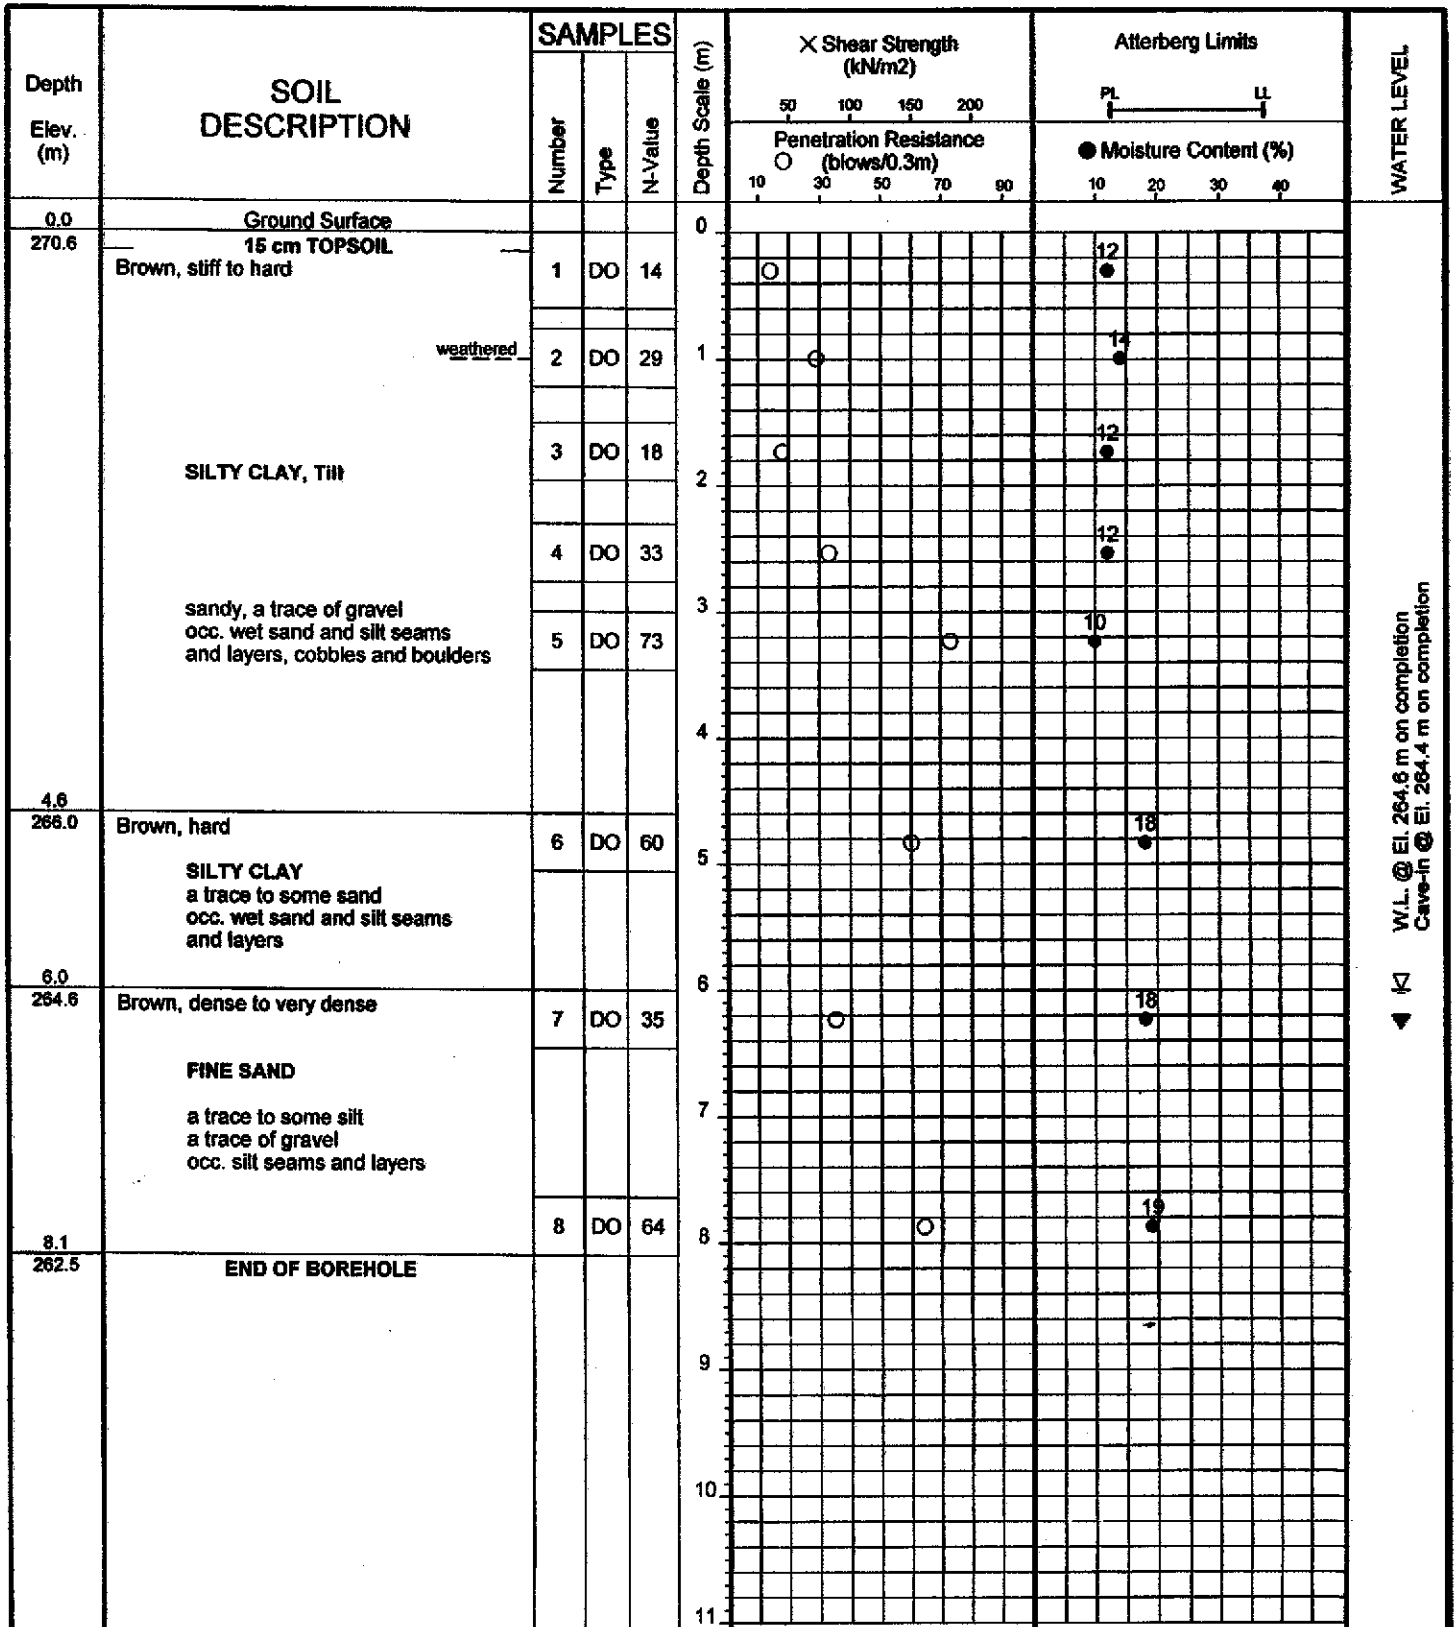 Depth
Elev.
(m)
SOIL
DESCRIPTION
SAMPLES
Number
Type
N-Value
Depth Scale (m)
X Shear Strength
(kN/m2)
50 100 150 200
Penetration Resistance
O (blows/0.3m)
10 30 50 70 90
Atterberg Limits
PL LL
● Moisture Content (%)
10 20 30 40
WATER LEVEL
0.0 Ground Surface 0
270.6 15 cm TOPSOIL
Brown, stiff to hard 1 DO 14 12
weathered 2 DO 29 1 14
3 DO 18 12
SILTY CLAY, Till 2
4 DO 33 12
sandy, a trace of gravel 3
occ. wet sand and silt seams 10
and layers, cobbles and boulders 5 DO 73
4
4.6
266.0 Brown, hard 6 DO 60 18
5
SILTY CLAY
a trace to some sand
occ. wet sand and silt seams
and layers
6.0 6
264.6 Brown, dense to very dense 7 DO 35 18
FINE SAND
7
a trace to some silt
a trace of gravel
occ. silt seams and layers
8 DO 64 19
8.1 8
262.5 END OF BOREHOLE
9
10
11
W.L. @ El. 264.6 m on completion
Cave-in @ El. 264.4 m on completion